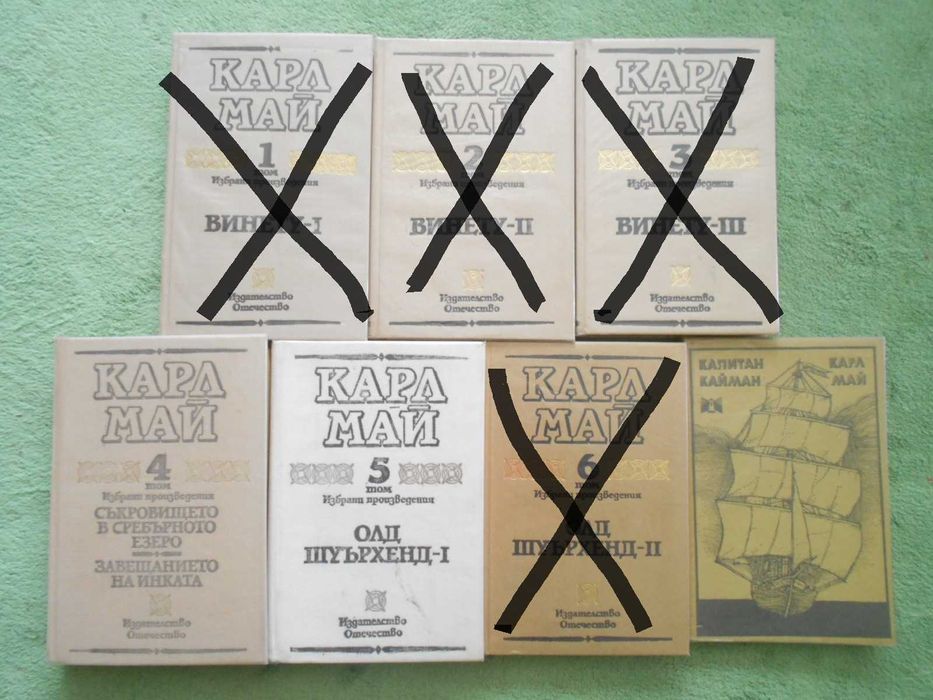 КАРЛ
МАЙ
1
том
Избрани произведения
ВИНЕТУ-I
Издателство
Отечество
КАРЛ
МАЙ
2
том
Избрани произведения
ВИНЕТУ-II
Издателство
Отечество
КАРЛ
МАЙ
3
том
Избрани произведения
ВИНЕТУ-III
Издателство
Отечество
КАРЛ
МАЙ
4
том
Избрани произведения
СЪКРОВИЩЕТО
В СРЕБЪРНОТО
ЕЗЕРО
ЗАВЕЩАНИЕТО
НА ИНКАТА
Издателство
Отечество
КАРЛ
МАЙ
5
том
Избрани произведения
ОЛД
ШУЪРХЕНД-I
Издателство
Отечество
КАРЛ
МАЙ
6
том
Избрани произведения
ОЛД
ШУЪРХЕНД-II
Издателство
Отечество
КАПИТАН
КАЙМАН
КАРЛ
МАЙ